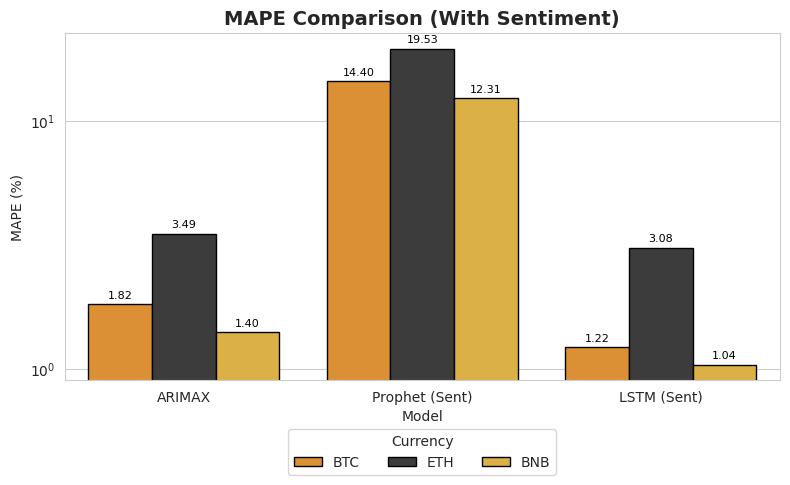 MAPE Comparison (With Sentiment)
MAPE (%)
10¹
10⁰
1.82
3.49
1.40
14.40
19.53
12.31
1.22
3.08
1.04
ARIMAX
Prophet (Sent)
LSTM (Sent)
Model
Currency
BTC ETH BNB